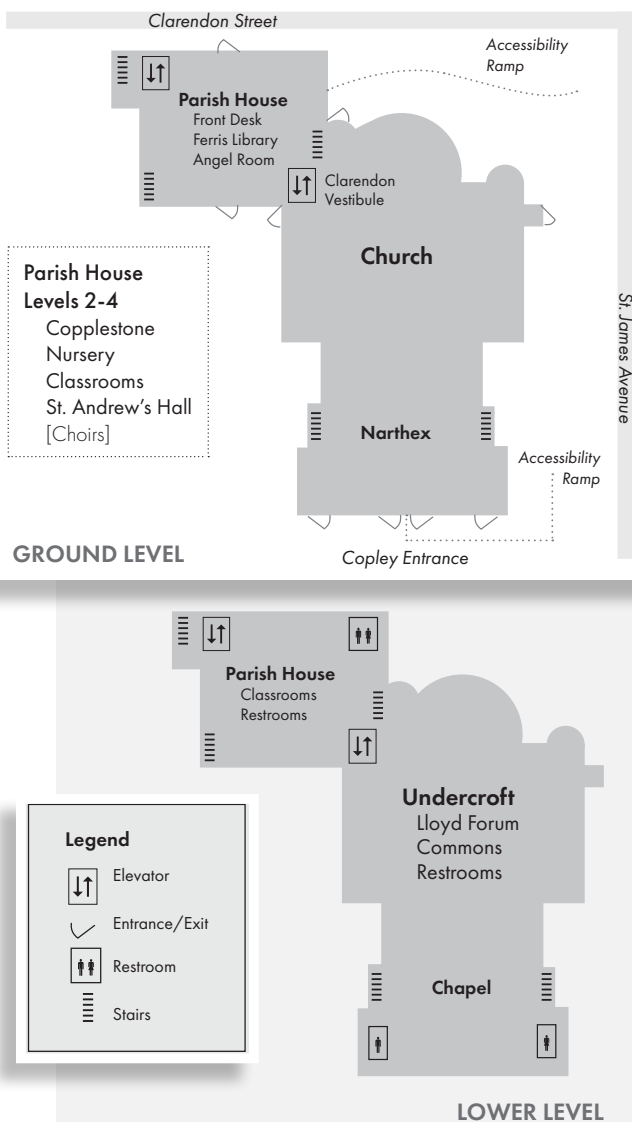 Clarendon Street
Accessibility
Ramp
Parish House
Front Desk
Ferris Library
Angel Room
Clarendon
Vestibule
Church
Parish House
Levels 2-4
Copplestone
Nursery
Classrooms
St. Andrew's Hall
[Choirs]
St. James Avenue
Narthex
Accessibility
Ramp
GROUND LEVEL
Copley Entrance
Parish House
Classrooms
Restrooms
Undercroft
Lloyd Forum
Commons
Restrooms
Legend
Elevator
Entrance/Exit
Restroom
Stairs
Chapel
LOWER LEVEL